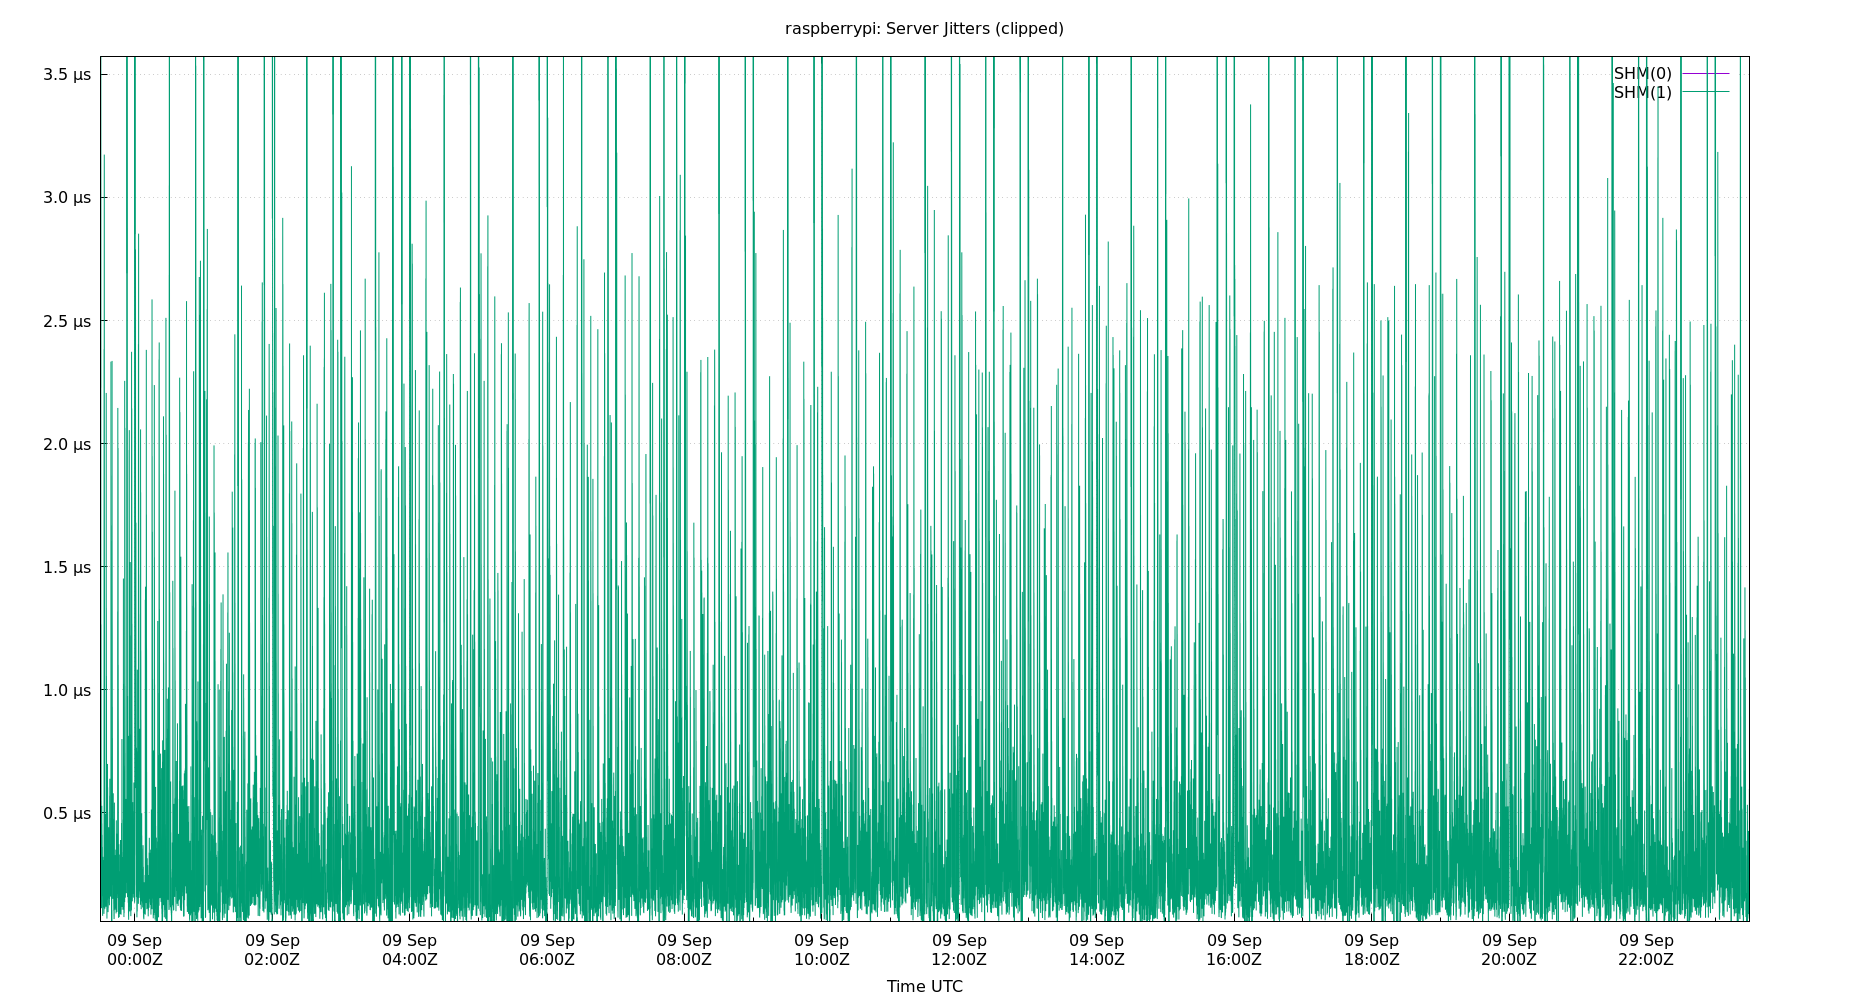 raspberrypi: Server Jitters (clipped)
SHM(0)
SHM(1)
3.5 µs
3.0 µs
2.5 µs
2.0 µs
1.5 µs
1.0 µs
0.5 µs
09 Sep 09 Sep 09 Sep 09 Sep 09 Sep 09 Sep 09 Sep 09 Sep 09 Sep 09 Sep 09 Sep 09 Sep
00:00Z 02:00Z 04:00Z 06:00Z 08:00Z 10:00Z 12:00Z 14:00Z 16:00Z 18:00Z 20:00Z 22:00Z
Time UTC